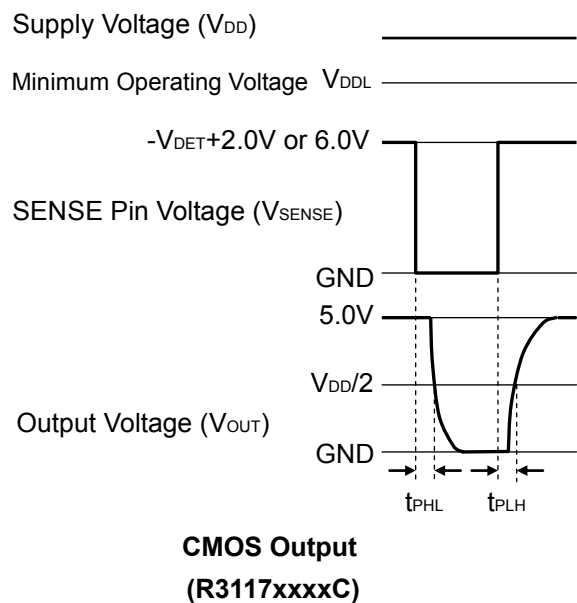 Supply Voltage (VDD)
Minimum Operating Voltage VDDL
-VDET+2.0V or 6.0V
SENSE Pin Voltage (VSENSE)
GND
5.0V
VDD/2
Output Voltage (VOUT)
GND
tPHL tPLH
CMOS Output
(R3117xxxxC)